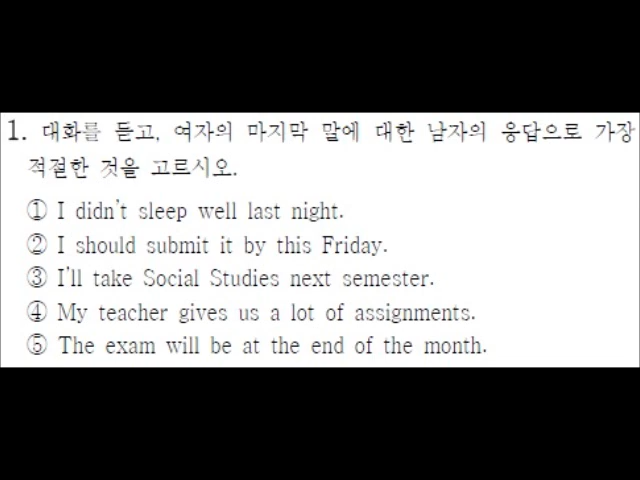 1. 대화를 듣고, 여자의 마지막 말에 대한 남자의 응답으로 가장
적절한 것을 고르시오.
① I didn't sleep well last night.
② I should submit it by this Friday.
③ I'll take Social Studies next semester.
④ My teacher gives us a lot of assignments.
⑤ The exam will be at the end of the month.